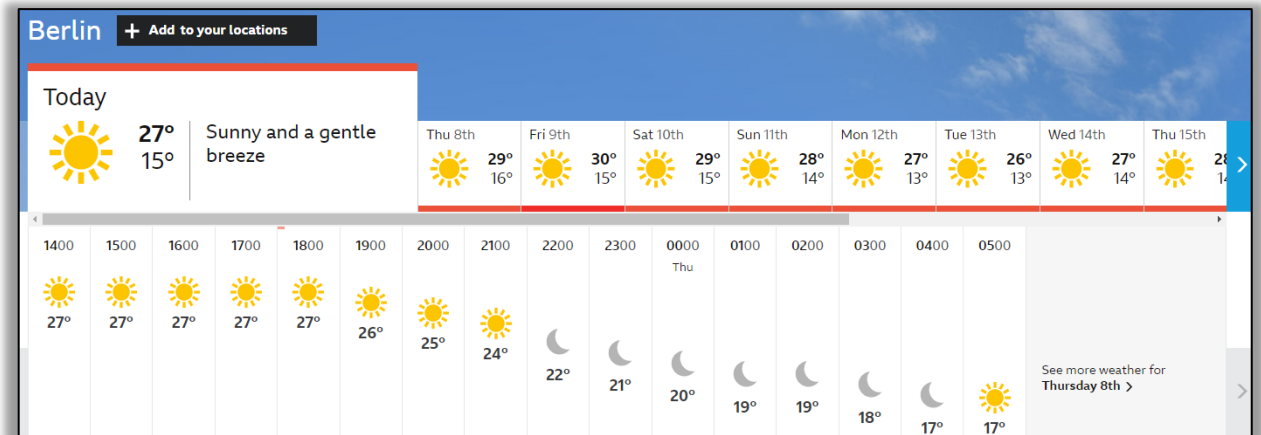 Berlin + Add to your locations
Today
27° Sunny and a gentle
15° breeze
Thu 8th Fri 9th Sat 10th Sun 11th Mon 12th Tue 13th Wed 14th Thu 15th
29° 30° 29° 28° 27° 26° 27° 28
16° 15° 15° 14° 13° 13° 14°
1400 1500 1600 1700 1800 1900 2000 2100 2200 2300 0000 0100 0200 0300 0400 0500
Thu
27° 27° 27° 27° 27° 26° 25° 24° 22° 21° 20° 19° 19° 18° 17° 17°
See more weather for
Thursday 8th >